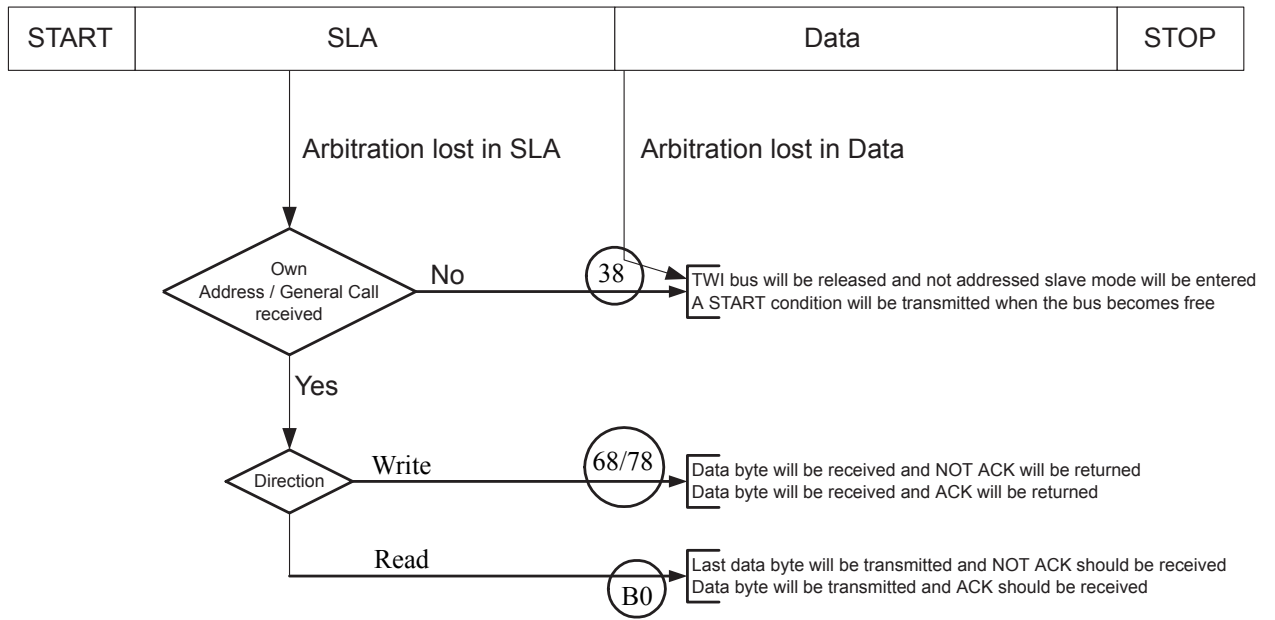 START SLA Data STOP
Arbitration lost in SLA Arbitration lost in Data
Own
Address / General Call
received
No
38
TWI bus will be released and not addressed slave mode will be entered
A START condition will be transmitted when the bus becomes free
Yes
Direction
Write
68/78
Data byte will be received and NOT ACK will be returned
Data byte will be received and ACK will be returned
Read
B0
Last data byte will be transmitted and NOT ACK should be received
Data byte will be transmitted and ACK should be received